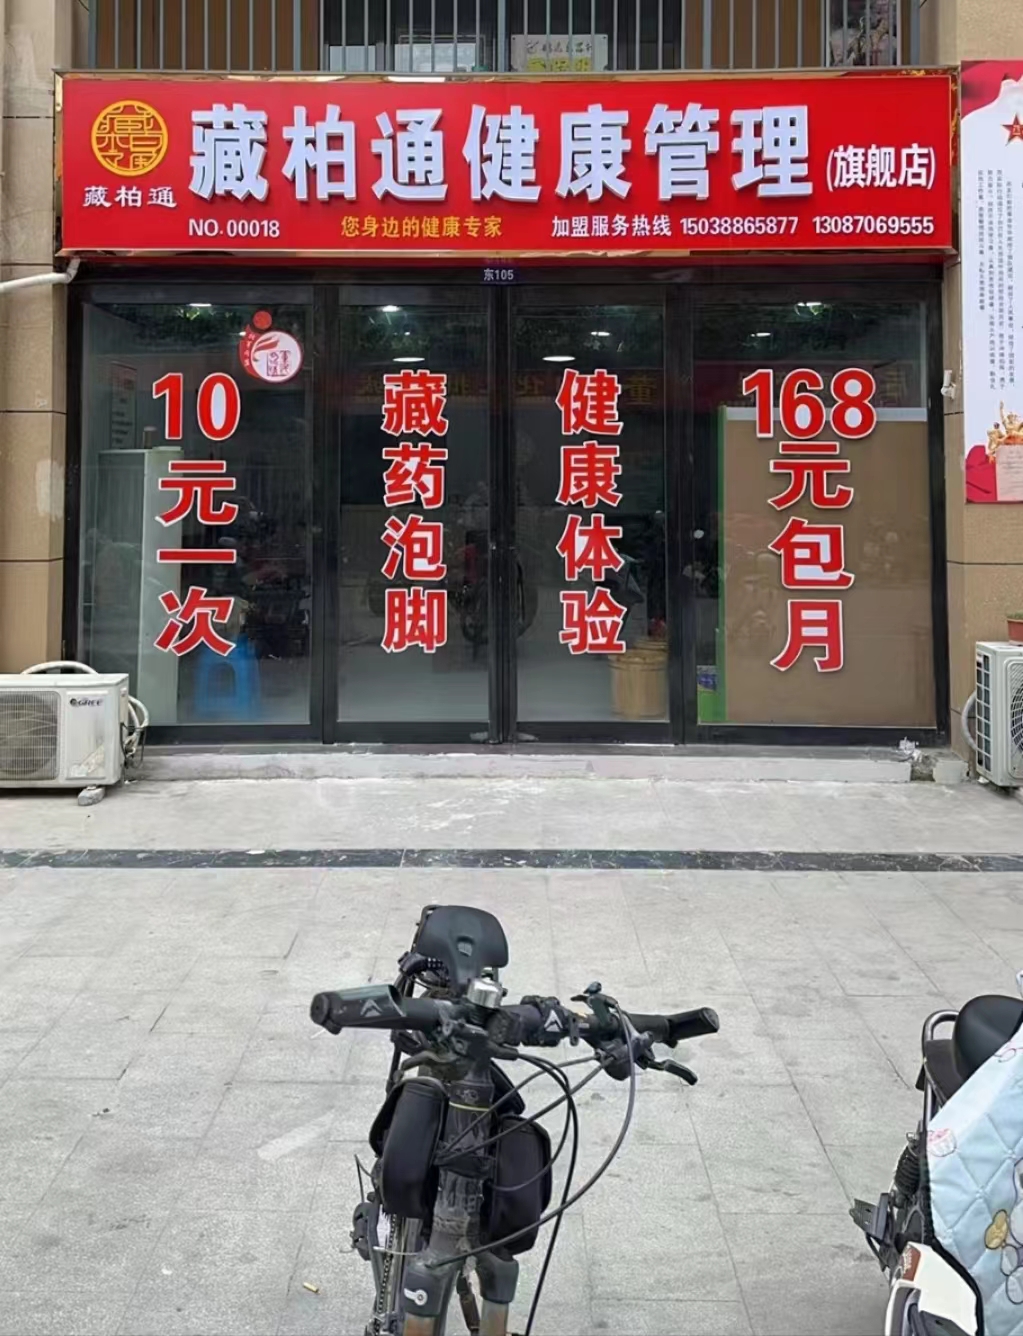 藏柏通健康管理(旗舰店)
藏柏通
NO.00018 您身边的健康专家 加盟服务热线 15038865877 13087069555
东105
10元一次
藏药泡脚
健康体验
168元包月
GREE